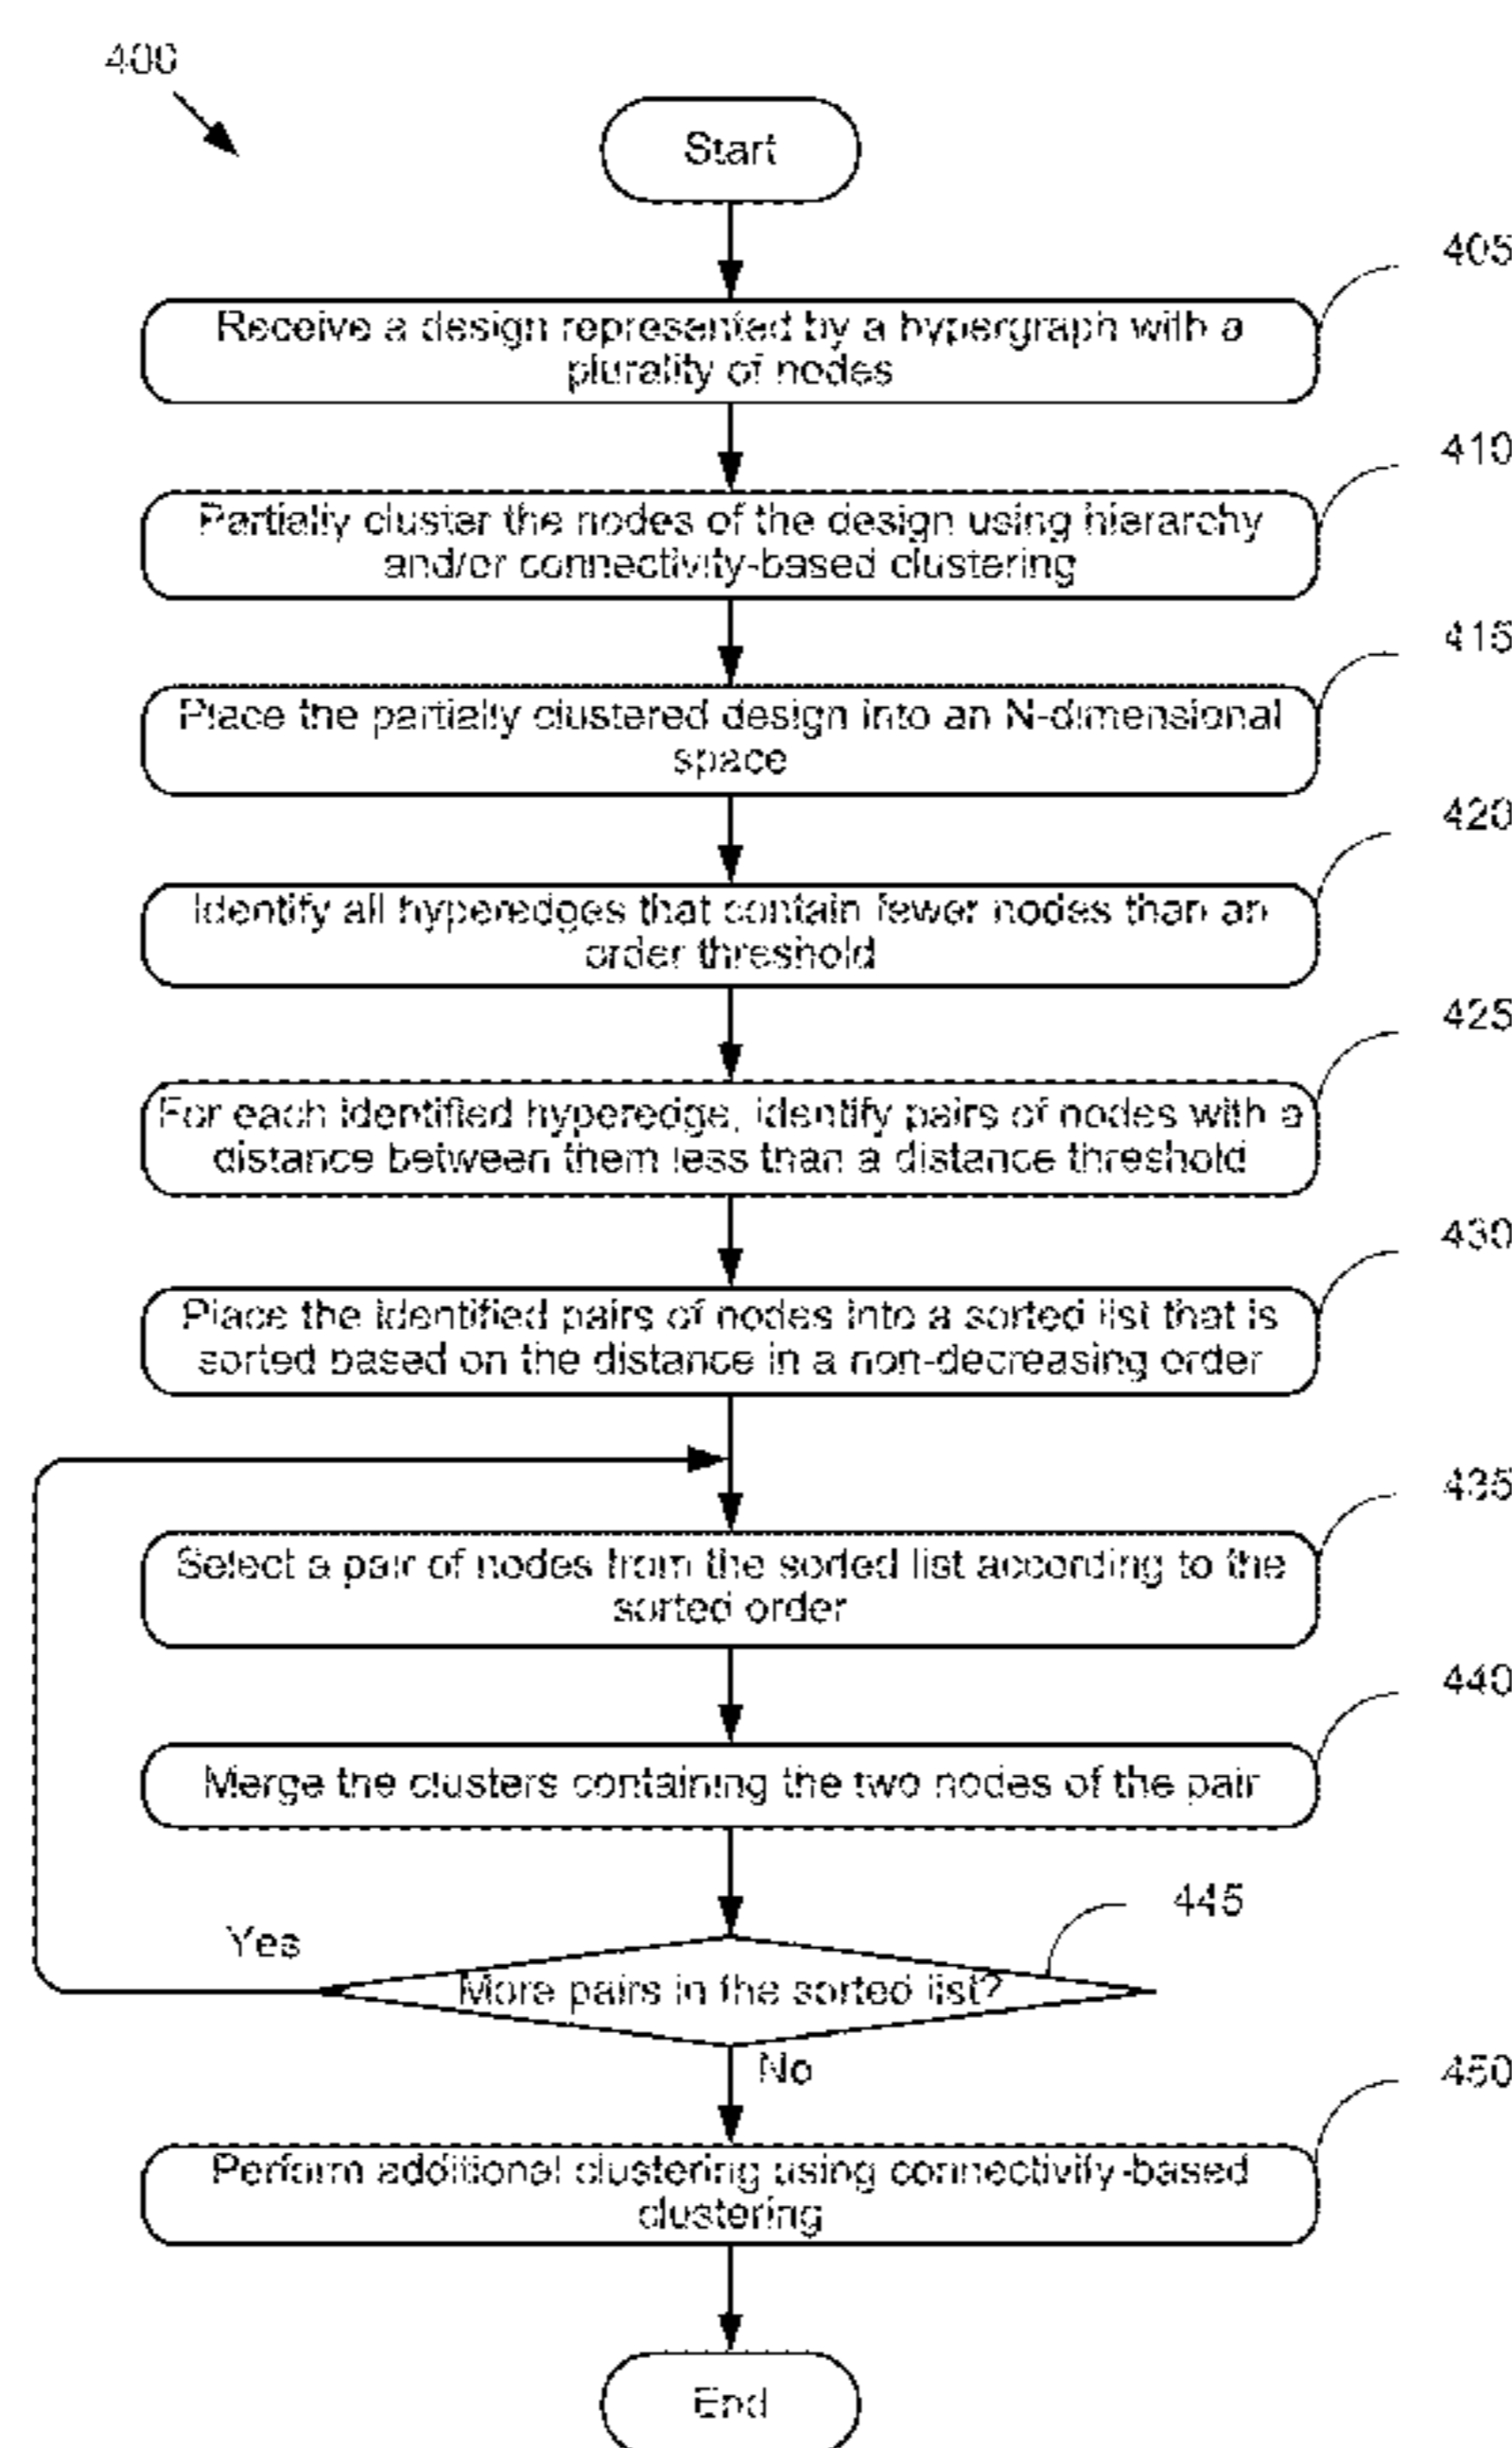 400
Start
405
Receive a design represented by a hypergraph with a
plurality of nodes
410
Partially cluster the nodes of the design using hierarchy
and/or connectivity-based clustering
415
Place the partially clustered design into an N-dimensional
space
420
Identify all hyperedges that contain fewer nodes than an
order threshold
425
For each identified hyperedge, identify pairs of nodes with a
distance between them less than a distance threshold
430
Place the identified pairs of nodes into a sorted list that is
sorted based on the distance in a non-decreasing order
435
Select a pair of nodes from the sorted list according to the
sorted order
440
Merge the clusters containing the two nodes of the pair
445
Yes
More pairs in the sorted list?
No
450
Perform additional clustering using connectivity-based
clustering
End